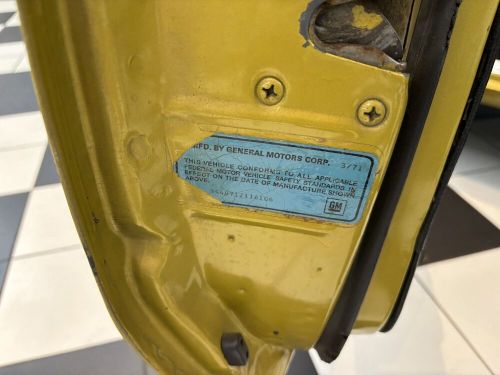 MFD. BY GENERAL MOTORS CORP. 3/71
THIS VEHICLE CONFORMS TO ALL APPLICABLE
FEDERAL MOTOR VEHICLE SAFETY STANDARDS IN
EFFECT ON THE DATE OF MANUFACTURE SHOWN
ABOVE.
GM